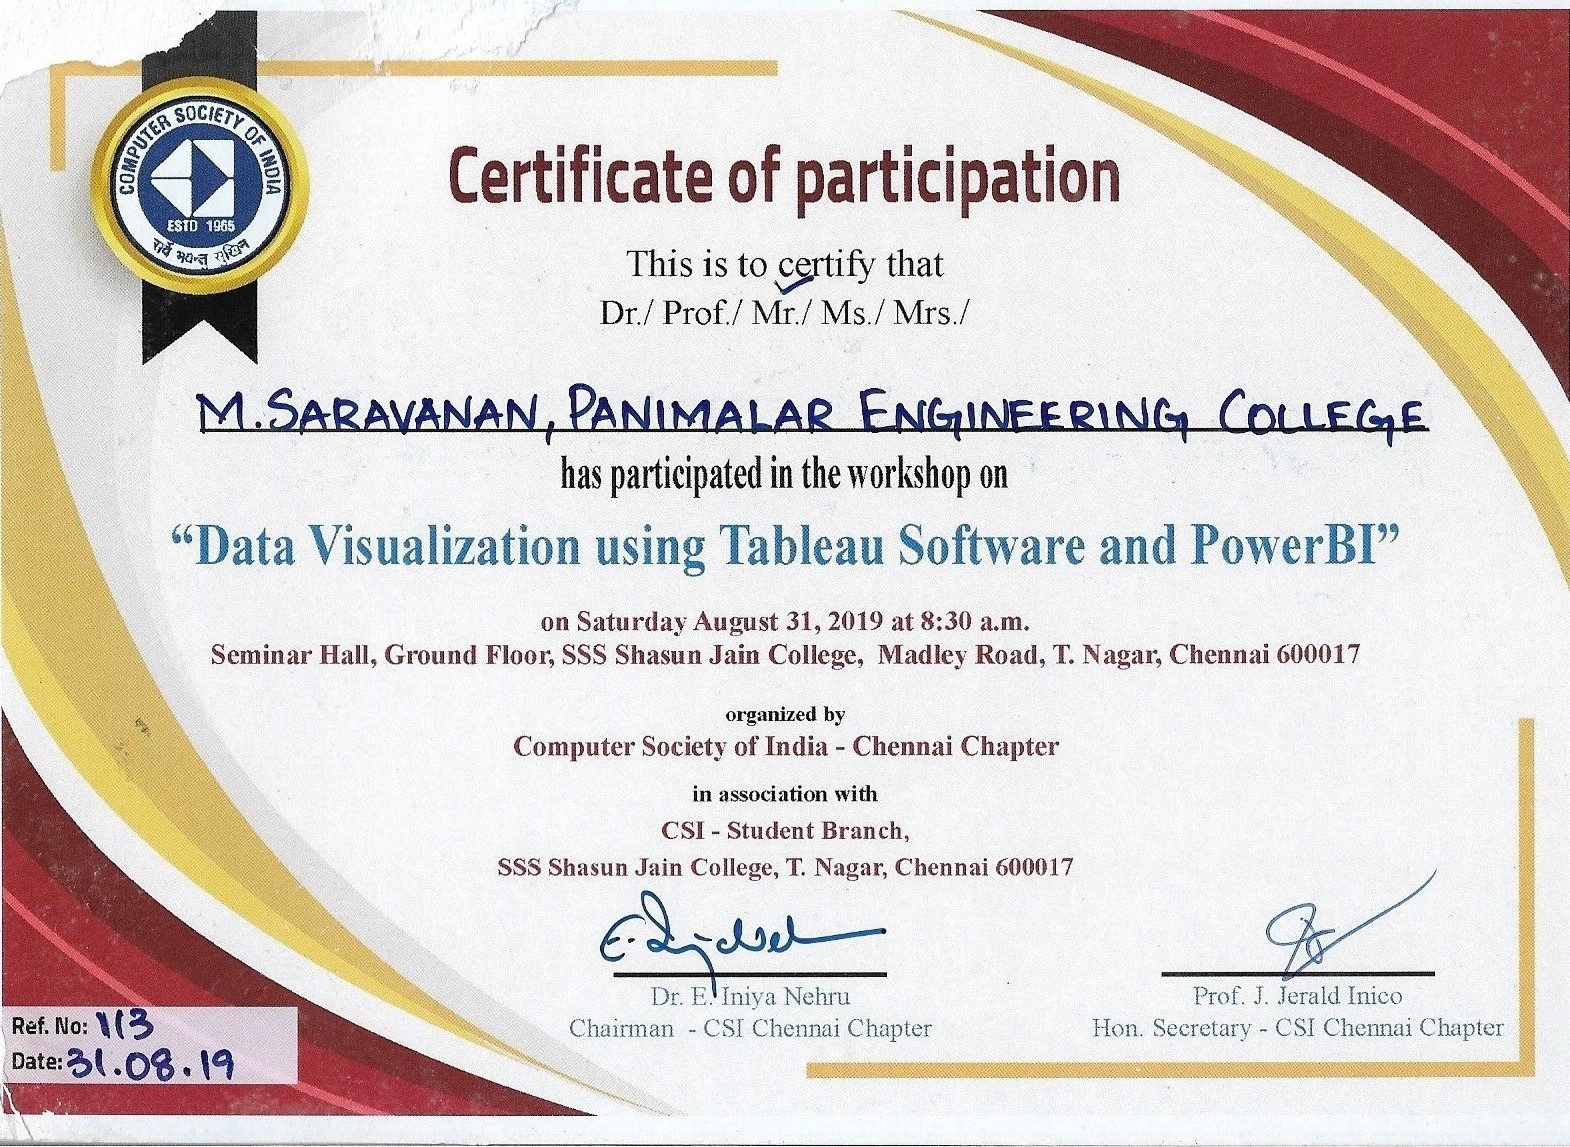 COMPUTER SOCIETY OF INDIA
ESTD 1965
सर्वे भवन्तु सुखिनः
Certificate of participation
This is to certify that
Dr./ Prof./ Mr./ Ms./ Mrs./
M. SARAVANAN, PANIMALAR ENGINEERING COLLEGE
has participated in the workshop on
“Data Visualization using Tableau Software and PowerBI”
on Saturday August 31, 2019 at 8:30 a.m.
Seminar Hall, Ground Floor, SSS Shasun Jain College, Madley Road, T. Nagar, Chennai 600017
organized by
Computer Society of India - Chennai Chapter
in association with
CSI - Student Branch,
SSS Shasun Jain College, T. Nagar, Chennai 600017
Dr. E. Iniya Nehru
Chairman - CSI Chennai Chapter
Prof. J. Jerald Inico
Hon. Secretary - CSI Chennai Chapter
Ref. No: 113
Date: 31.08.19